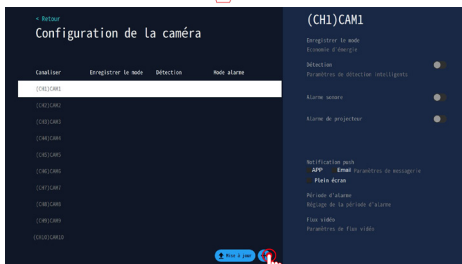 < Retour
Configuration de la caméra
Canaliser Enregistrer le mode Détection Mode alarme
(CH1)CAM1
(CH2)CAM2
(CH3)CAM3
(CH4)CAM4
(CH5)CAM5
(CH6)CAM6
(CH7)CAM7
(CH8)CAM8
(CH9)CAM9
(CH10)CAM10
Mise à jour
(CH1)CAM1
Enregistrer le mode
Economie d'énergie
Détection
Paramètres de détection intelligents
Alarme sonore
Alarme de projecteur
Notification push
APP Email Paramètres de messagerie
Plein écran
Période d'alarme
Réglage de la période d'alarme
Flux vidéo
Paramètres de flux vidéo